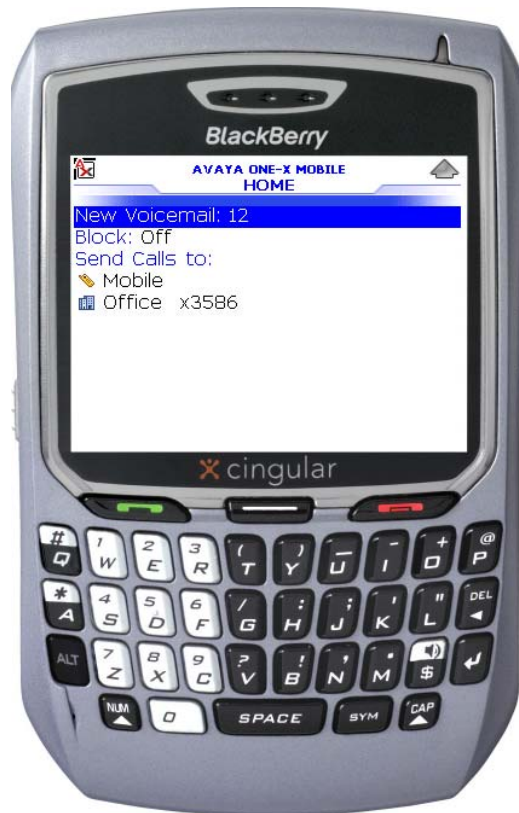 BlackBerry
AVAYA ONE-X MOBILE
HOME
New Voicemail: 12
Block: Off
Send Calls to:
Mobile
Office x3586
cingular
# 1 2 3 ( ) _ - + @
Q W E R T Y U I O P
* 4 5 6 / : ; ' " DEL
A S D F G H J K L
ALT 7 8 9 ? ! , . $
Z X C V B N M
NUM 0 SPACE SYM CAP